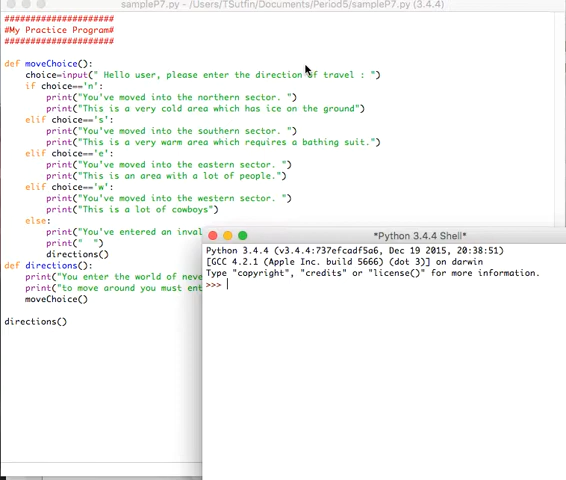 sampleP7.py - /Users/TSutfin/Documents/Period5/sampleP7.py (3.4.4)
#####################
#My Practice Program#
#####################
def moveChoice():
choice=input(" Hello user, please enter the direction of travel : ")
if choice=='n':
print("You've moved into the northern sector. ")
print("This is a very cold area which has ice on the ground")
elif choice=='s':
print("You've moved into the southern sector. ")
print("This is a very warm area which requires a bathing suit.")
elif choice=='e':
print("You've moved into the eastern sector. ")
print("This is an area with a lot of people.")
elif choice=='w':
print("You've moved into the western sector. ")
print("This is a lot of cowboys")
else:
print("You've entered an inval
print("  ")
directions()
def directions():
print("You enter the world of neve
print("to move around you must ent
moveChoice()
directions()
*Python 3.4.4 Shell*
Python 3.4.4 (v3.4.4:737efcadf5a6, Dec 19 2015, 20:38:51)
[GCC 4.2.1 (Apple Inc. build 5666) (dot 3)] on darwin
Type "copyright", "credits" or "license()" for more information.
>>>